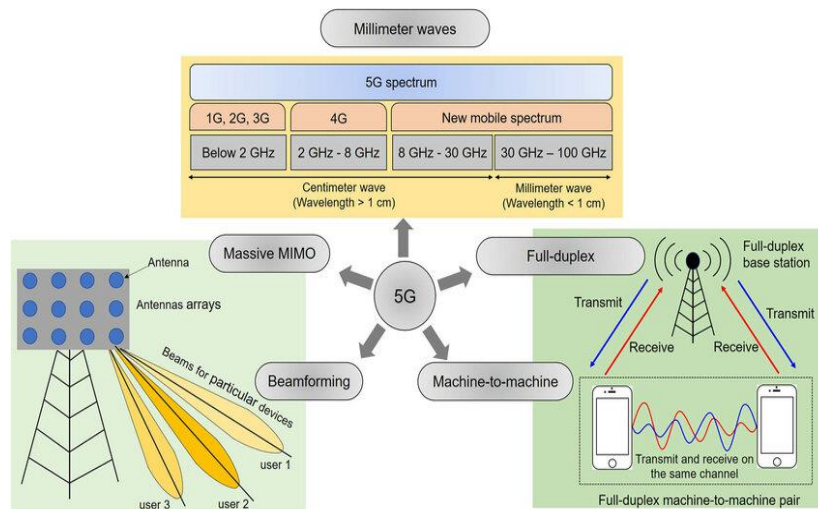 Millimeter waves
5G spectrum
1G, 2G, 3G
4G
New mobile spectrum
Below 2 GHz
2 GHz - 8 GHz
8 GHz - 30 GHz
30 GHz – 100 GHz
Centimeter wave
(Wavelength > 1 cm)
Millimeter wave
(Wavelength < 1 cm)
Massive MIMO
Full-duplex
5G
Beamforming
Machine-to-machine
Antenna
Antennas arrays
Beams for particular devices
user 1
user 2
user 3
Full-duplex
base station
Transmit
Transmit
Receive
Receive
Transmit and receive on
the same channel
Full-duplex machine-to-machine pair